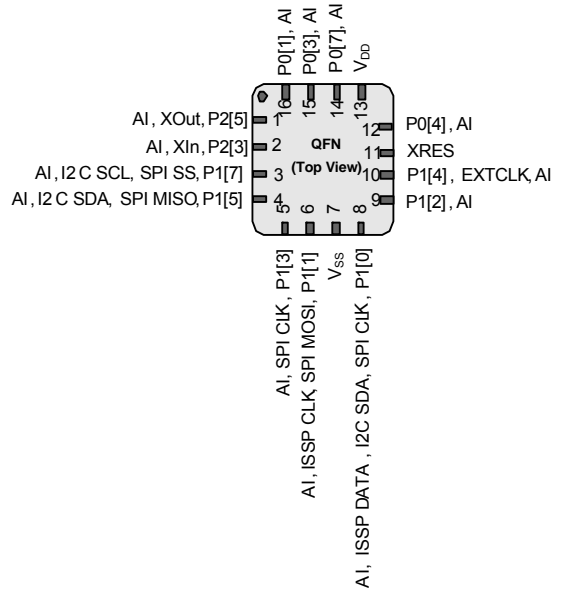 P0[1], AI
P0[3], AI
P0[7], AI
VDD
16
15
14
13
AI, XOut, P2[5]
1
AI, XIn, P2[3]
2
AI, I2C SCL, SPI SS, P1[7]
3
AI, I2C SDA, SPI MISO, P1[5]
4
QFN
(Top View)
12
P0[4], AI
11
XRES
10
P1[4], EXTCLK, AI
9
P1[2], AI
5
6
7
8
AI, SPI CLK, P1[3]
AI, ISSP CLK, SPI MOSI, P1[1]
VSS
AI, ISSP DATA, I2C SDA, SPI CLK, P1[0]